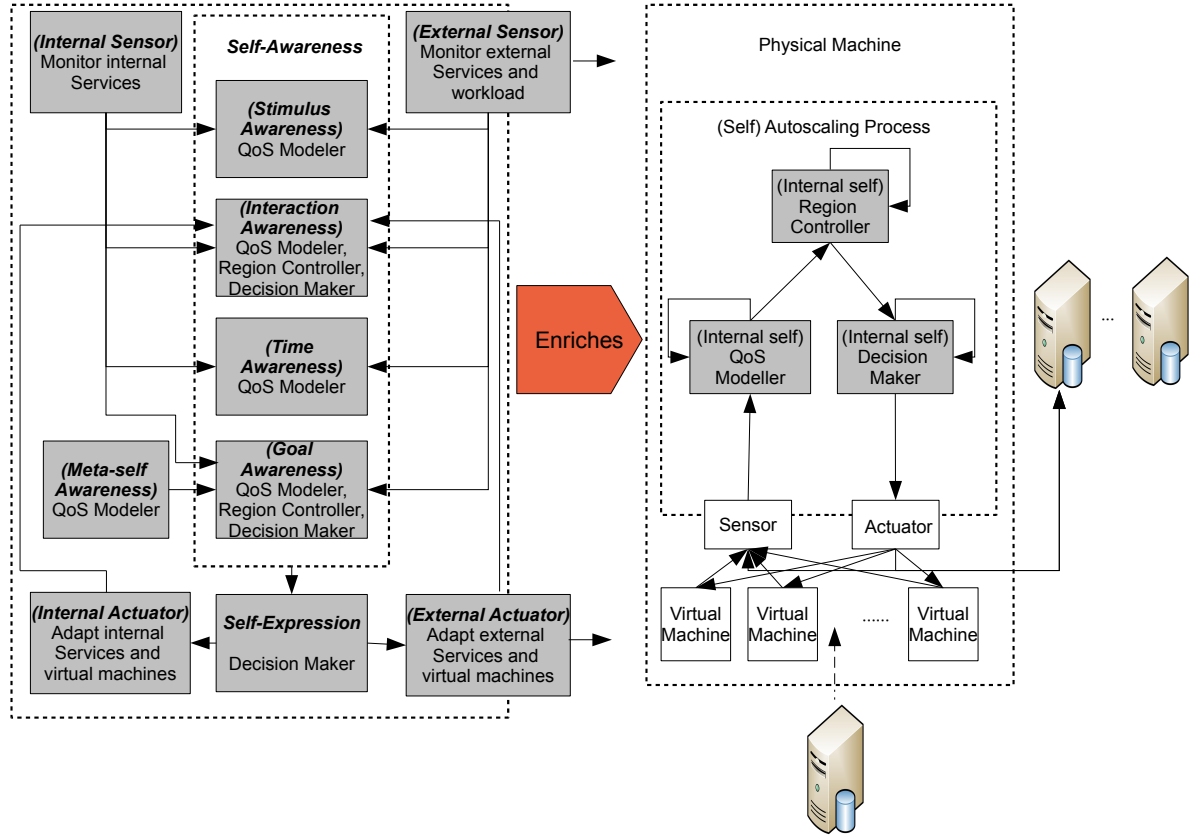 (Internal Sensor)
Monitor internal
Services
Self-Awareness
(External Sensor)
Monitor external
Services and
workload
(Stimulus
Awareness)
QoS Modeler
(Interaction
Awareness)
QoS Modeler,
Region Controller,
Decision Maker
(Time
Awareness)
QoS Modeler
(Meta-self
Awareness)
QoS Modeler
(Goal
Awareness)
QoS Modeler,
Region Controller,
Decision Maker
(Internal Actuator)
Adapt internal
Services and
virtual machines
Self-Expression
Decision Maker
(External Actuator)
Adapt external
Services and
virtual machines
Enriches
Physical Machine
(Self) Autoscaling Process
(Internal self)
Region
Controller
(Internal self)
QoS
Modeller
(Internal self)
Decision
Maker
...
Sensor
Actuator
Virtual
Machine
Virtual
Machine
......
Virtual
Machine